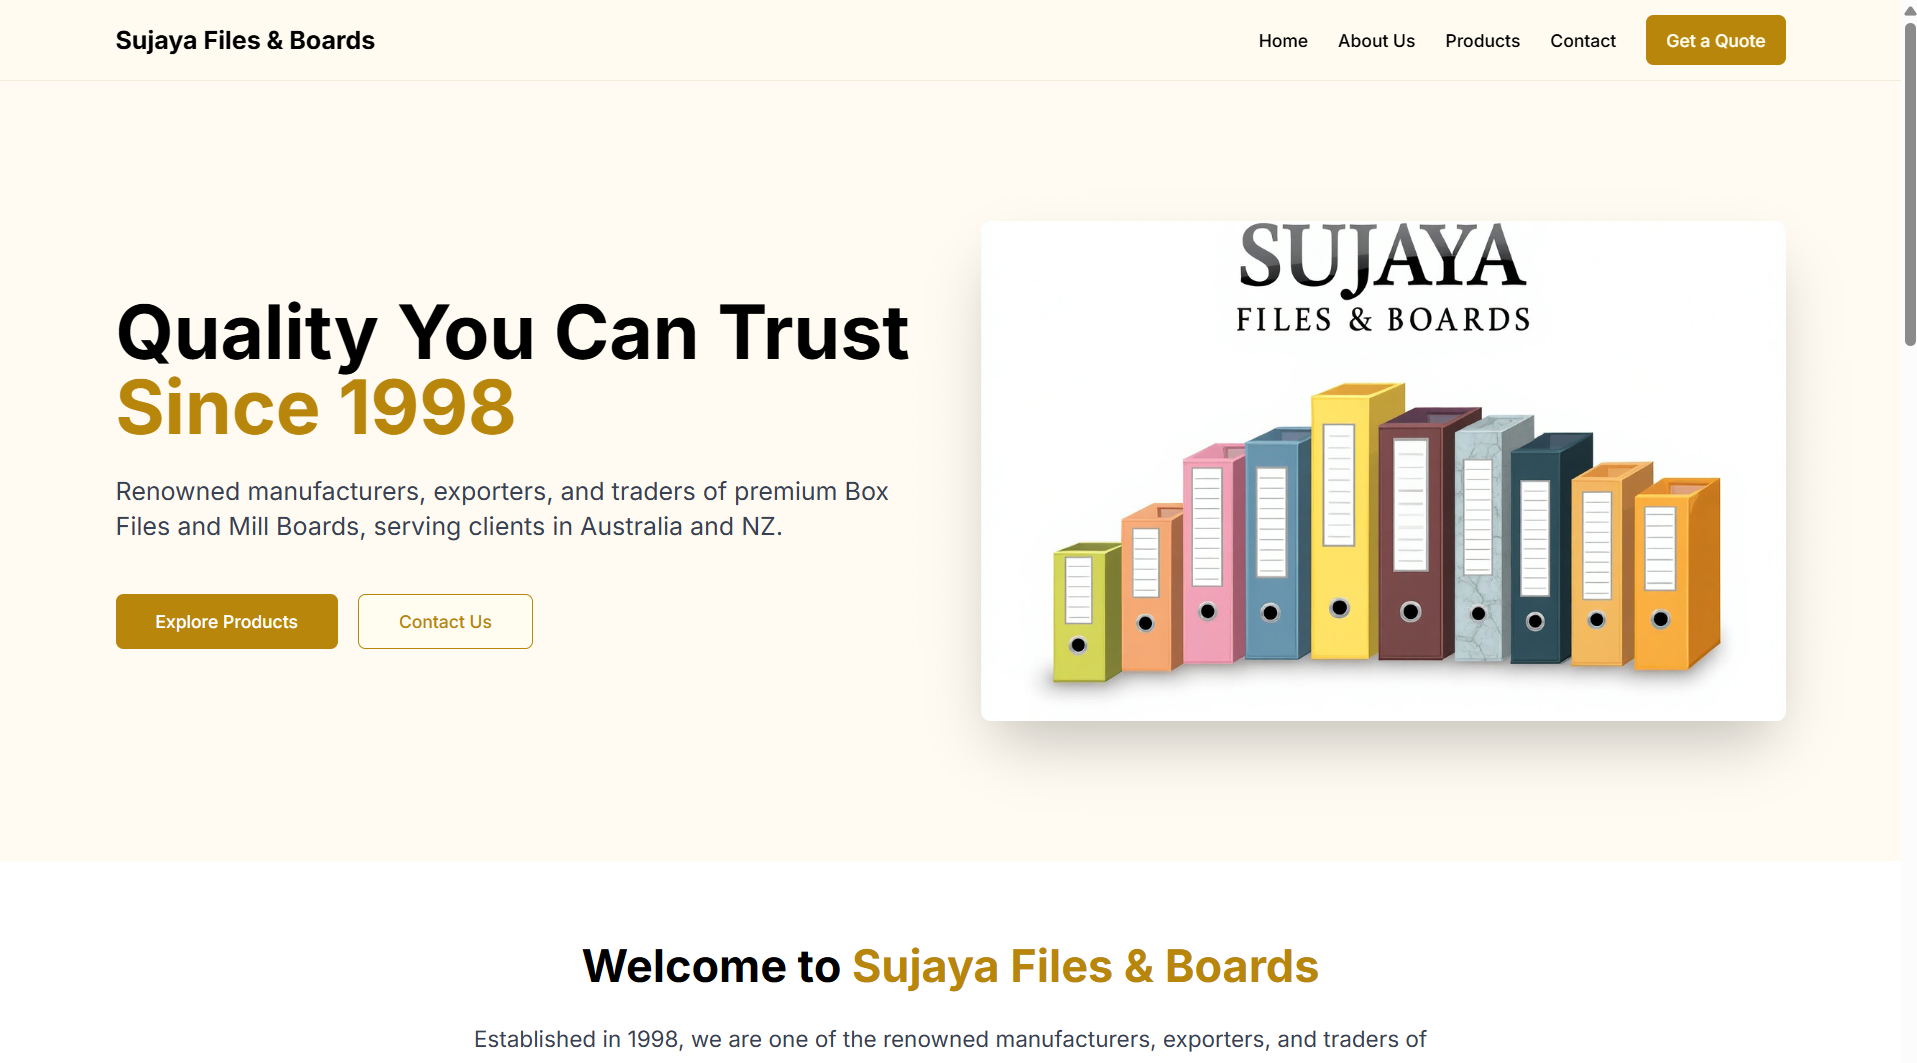 Sujaya Files & Boards
Home
About Us
Products
Contact
Get a Quote
Quality You Can Trust
Since 1998
Renowned manufacturers, exporters, and traders of premium Box
Files and Mill Boards, serving clients in Australia and NZ.
Explore Products
Contact Us
SUJAYA
FILES & BOARDS
Welcome to Sujaya Files & Boards
Established in 1998, we are one of the renowned manufacturers, exporters, and traders of